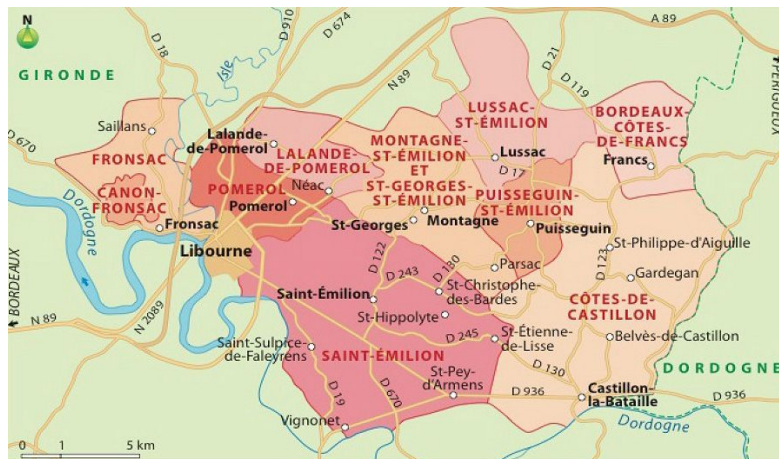 N
D 18
D 910
D 674
A 89
GIRONDE
Isle
N 89
D 21
D 119
PÉRIGUEUX
D 670
Saillans
FRONSAC
CANON-
FRONSAC
Fronsac
Dordogne
Lalande-
de-Pomerol
LALANDE-
DE-POMEROL
POMEROL
Néac
Pomerol
Libourne
MONTAGNE-
ST-ÉMILION
ET
ST-GEORGES-
ST-ÉMILION
St-Georges
Montagne
LUSSAC-
ST-ÉMILION
Lussac
D 17
BORDEAUX-
CÔTES-
DE-FRANCS
Francs
PUISSEGUIN-
ST-ÉMILION
Puisseguin
St-Philippe-d'Aiguille
D 123
Parsac
Gardegan
D 122
D 243
D 130
BORDEAUX
N 89
N 2089
Saint-Émilion
St-Christophe-
des-Bardes
St-Hippolyte
CÔTES-DE-
CASTILLON
D 245
St-Étienne-
de-Lisse
Belvès-de-Castillon
Saint-Sulpice-
de-Faleyrens
SAINT-ÉMILION
St-Pey-
d'Armens
D 130
DORDOGNE
D 19
D 670
D 936
Castillon-
la-Bataille
D 936
Vignonet
Dordogne
0 1 5 km